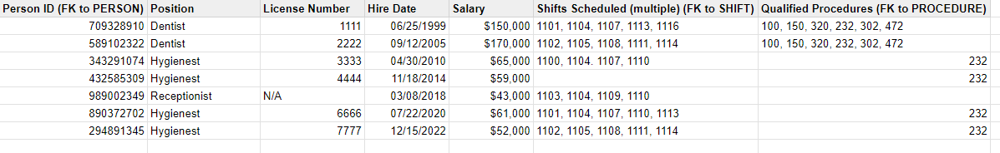 Person ID (FK to PERSON) Position License Number Hire Date Salary Shifts Scheduled (multiple) (FK to SHIFT) Qualified Procedures (FK to PROCEDURE)
709328910 Dentist 1111 06/25/1999 $150,000 1101, 1104, 1107, 1113, 1116 100, 150, 320, 232, 302, 472
589102322 Dentist 2222 09/12/2005 $170,000 1102, 1105, 1108, 1111, 1114 100, 150, 320, 232, 302, 472
343291074 Hygienest 3333 04/30/2010 $65,000 1100, 1104. 1107, 1110 232
432585309 Hygienest 4444 11/18/2014 $59,000 232
989002349 Receptionist N/A 03/08/2018 $43,000 1103, 1104, 1109, 1110
890372702 Hygienest 6666 07/22/2020 $61,000 1101, 1104, 1107, 1110, 1113 232
294891345 Hygienest 7777 12/15/2022 $52,000 1102, 1105, 1108, 1111, 1114 232